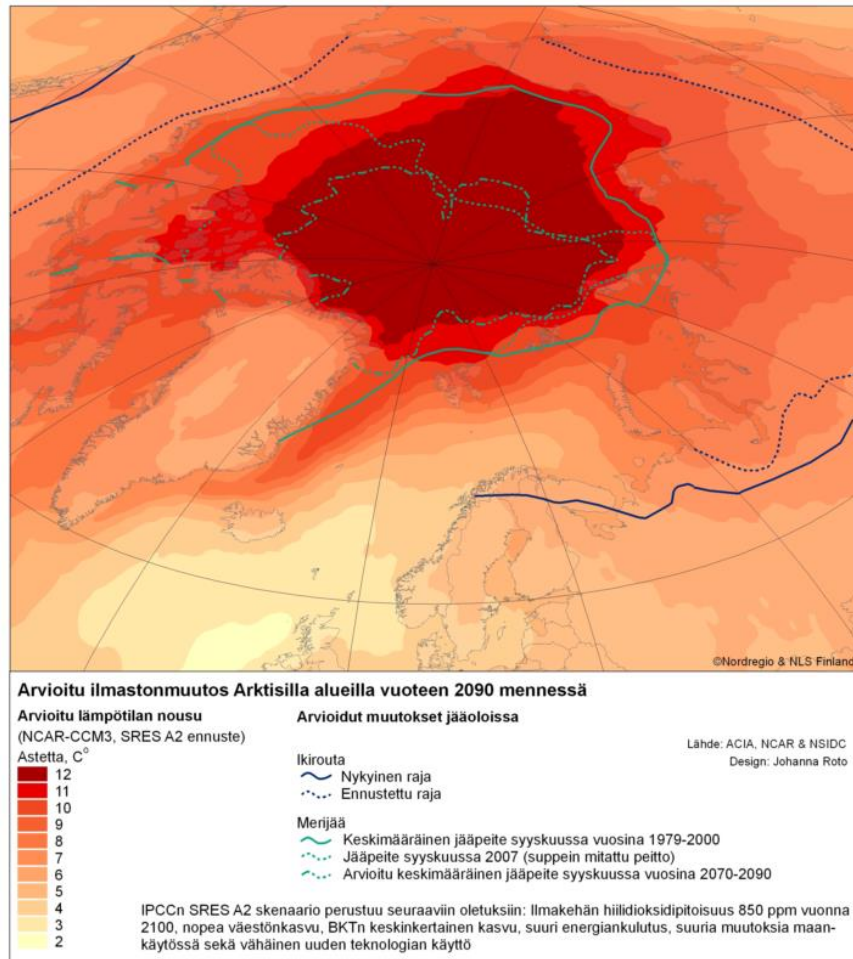 ©Nordregio & NLS Finland
Arvioitu ilmastonmuutos Arktisilla alueilla vuoteen 2090 mennessä
Arvioitu lämpötilan nousu
(NCAR-CCM3, SRES A2 ennuste)
Astetta, C°
12
11
10
9
8
7
6
5
4
3
2
Arvioidut muutokset jääoloissa
Lähde: ACIA, NCAR & NSIDC
Design: Johanna Roto
Ikirouta
Nykyinen raja
Ennustettu raja
Merijää
Keskimääräinen jääpeite syyskuussa vuosina 1979-2000
Jääpeite syyskuussa 2007 (suppein mitattu peitto)
Arvioitu keskimääräinen jääpeite syyskuussa vuosina 2070-2090
IPCCn SRES A2 skenaario perustuu seuraaviin oletuksiin: Ilmakehän hiilidioksidipitoisuus 850 ppm vuonna
2100, nopea väestönkasvu, BKTn keskinkertainen kasvu, suuri energiankulutus, suuria muutoksia maan-
käytössä sekä vähäinen uuden teknologian käyttö